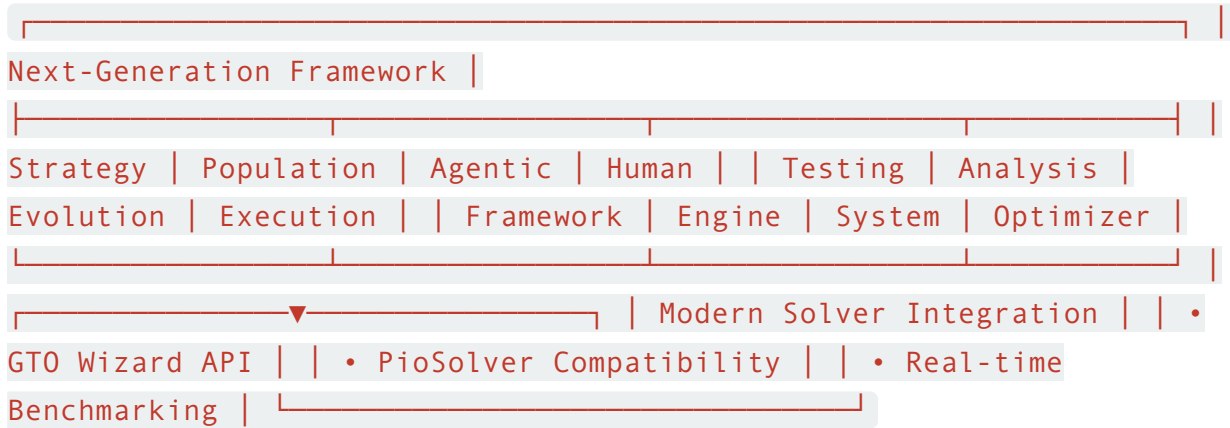 ┌─────────────────────────────────────────────────────────────────┐ │
Next-Generation Framework │
├─────────────────┬─────────────────┬─────────────────┬───────────┤ │
Strategy │ Population │ Agentic │ Human │ │ Testing │ Analysis │
Evolution │ Execution │ │ Framework │ Engine │ System │ Optimizer │
└─────────────────┴─────────────────┴─────────────────┴───────────┘ │
┌───────────────▼────────────────┐ │ Modern Solver Integration │ │ •
GTO Wizard API │ │ • PioSolver Compatibility │ │ • Real-time
Benchmarking │ └────────────────────────────────┘